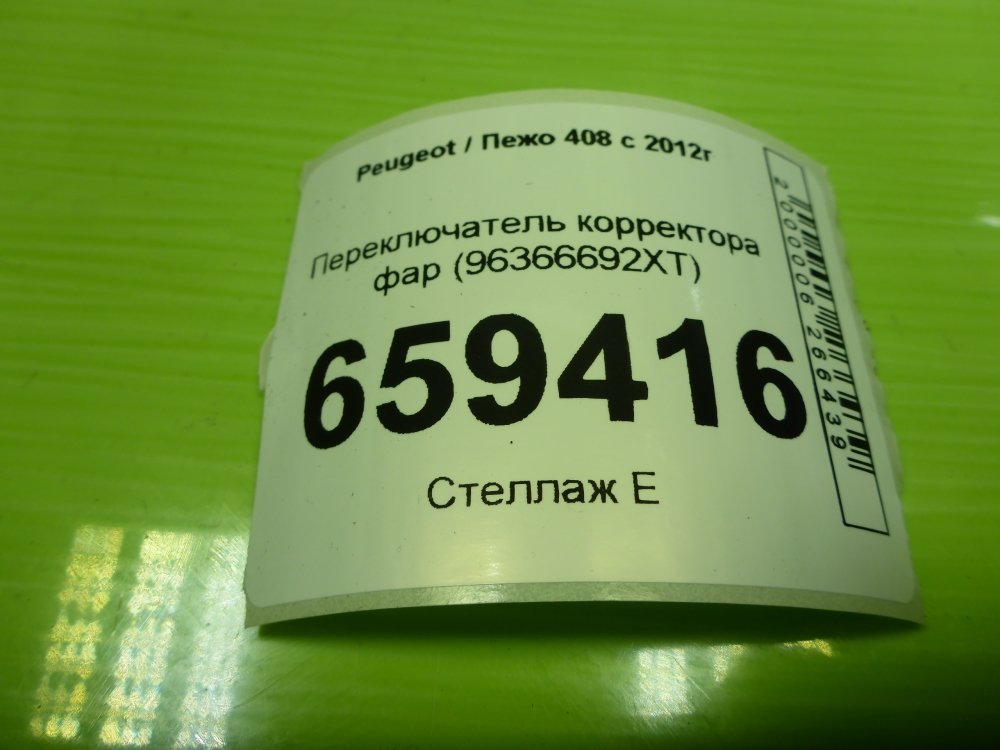 Peugeot / Пежо 408 с 2012г
Переключатель корректора
фар (96366692XT)
659416
Стеллаж Е
2000006266439